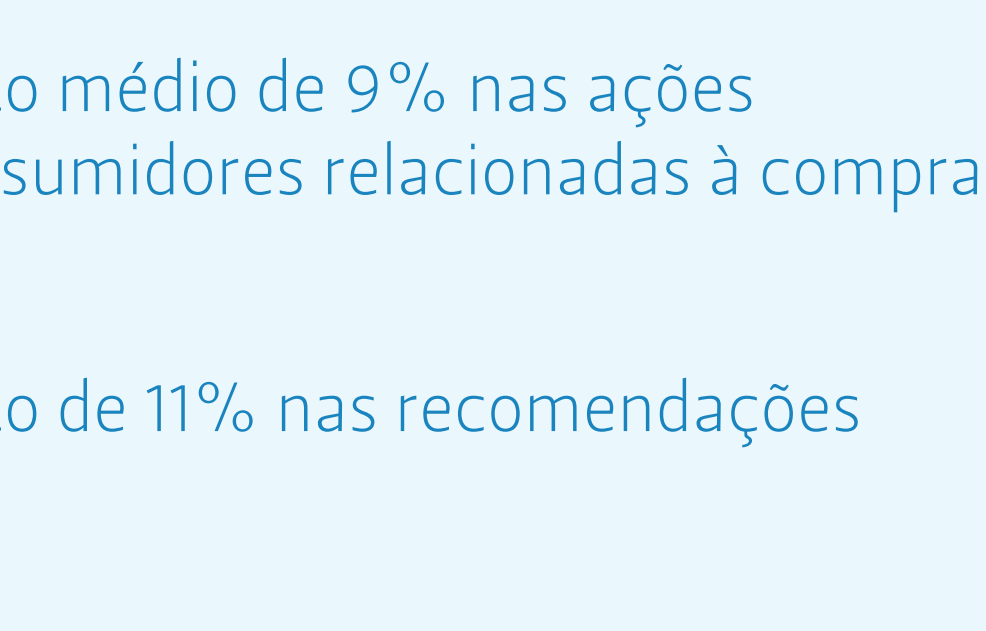 o médio de 9% nas ações
sumidores relacionadas à compra
o de 11% nas recomendações